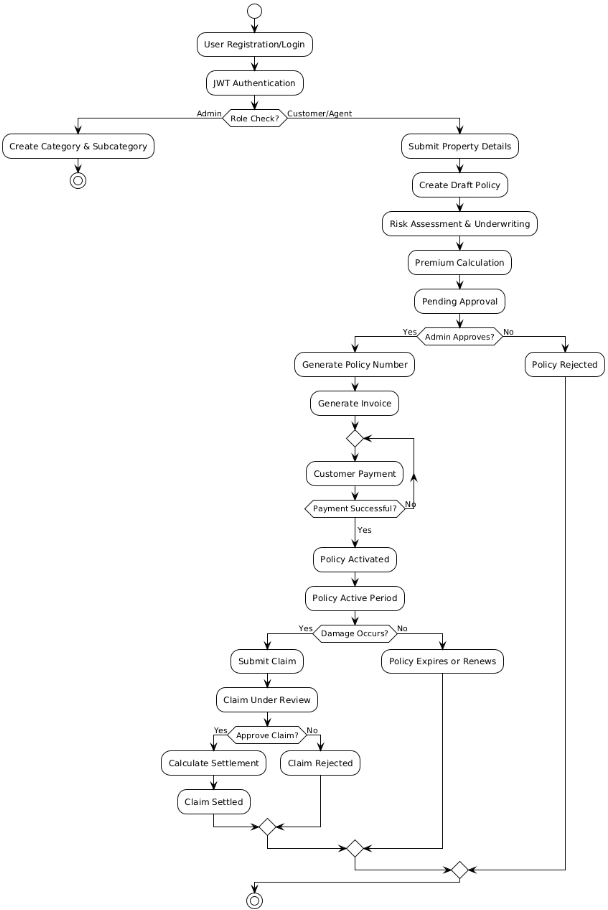 User Registration/Login
JWT Authentication
Admin
Role Check?
Customer/Agent
Create Category & Subcategory
Submit Property Details
Create Draft Policy
Risk Assessment & Underwriting
Premium Calculation
Pending Approval
Yes
Admin Approves?
No
Generate Policy Number
Policy Rejected
Generate Invoice
Customer Payment
Payment Successful?
No
Yes
Policy Activated
Policy Active Period
Yes
Damage Occurs?
No
Submit Claim
Policy Expires or Renews
Claim Under Review
Yes
Approve Claim?
No
Calculate Settlement
Claim Rejected
Claim Settled